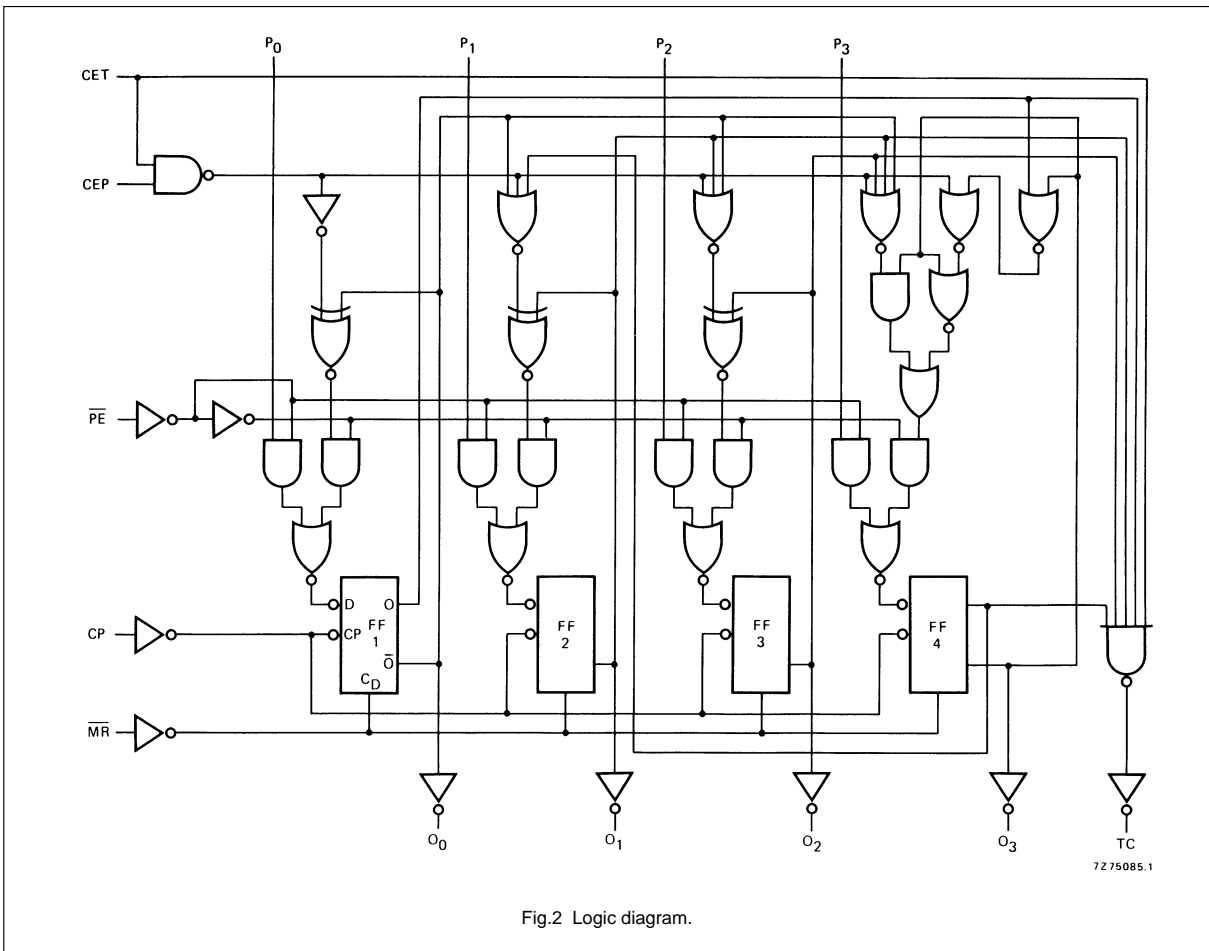 P0 P1 P2 P3
CET
CEP
PE
D O
CP CP FF 1 FF 2 FF 3 FF 4
O
CD
MR
O0 O1 O2 O3 TC
7Z75085.1
Fig.2 Logic diagram.